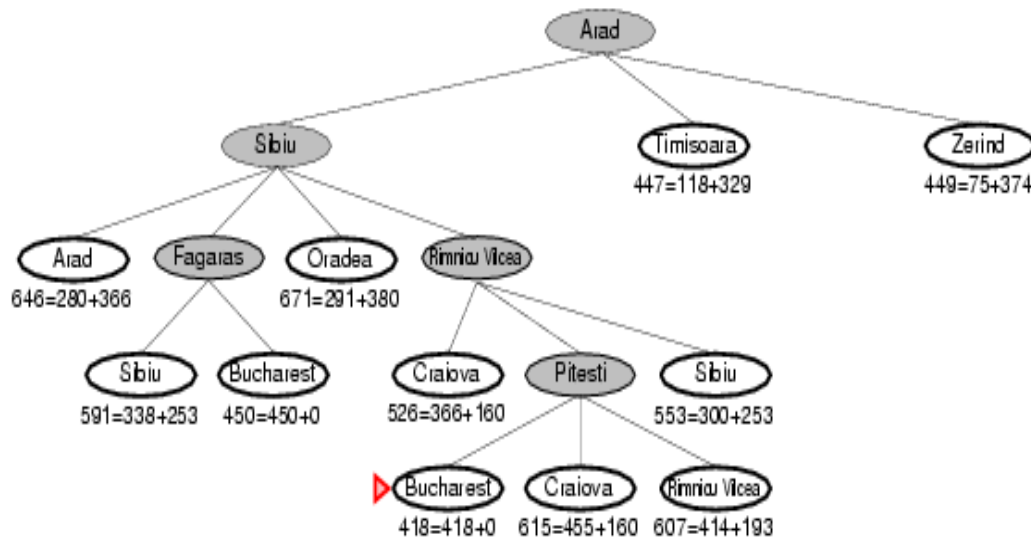 Arad
Sibiu
Timisoara
Zerind
447=118+329
449=75+374
Arad
Fagaras
Oradea
Rimnicu Vilcea
646=280+366
671=291+380
Sibiu
Bucharest
Craiova
Pitesti
Sibiu
591=338+253
450=450+0
526=366+160
553=300+253
Bucharest
Craiova
Rimnicu Vilcea
418=418+0
615=455+160
607=414+193